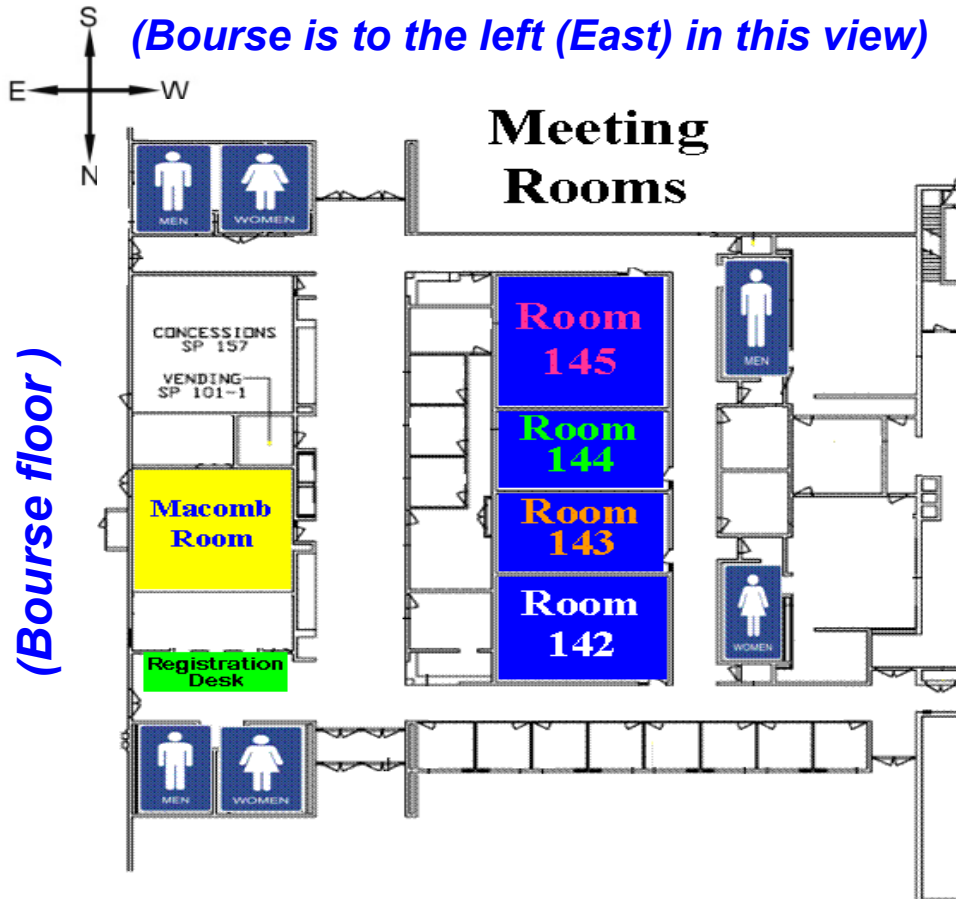 S
(Bourse is to the left (East) in this view)
E
W
N
Meeting
Rooms
MEN
WOMEN
CONCESSIONS
SP 157
VENDING
SP 101-1
Room
145
MEN
Room
144
(Bourse floor )
Macomb
Room
Room
143
Room
142
WOMEN
Registration
Desk
MEN
WOMEN